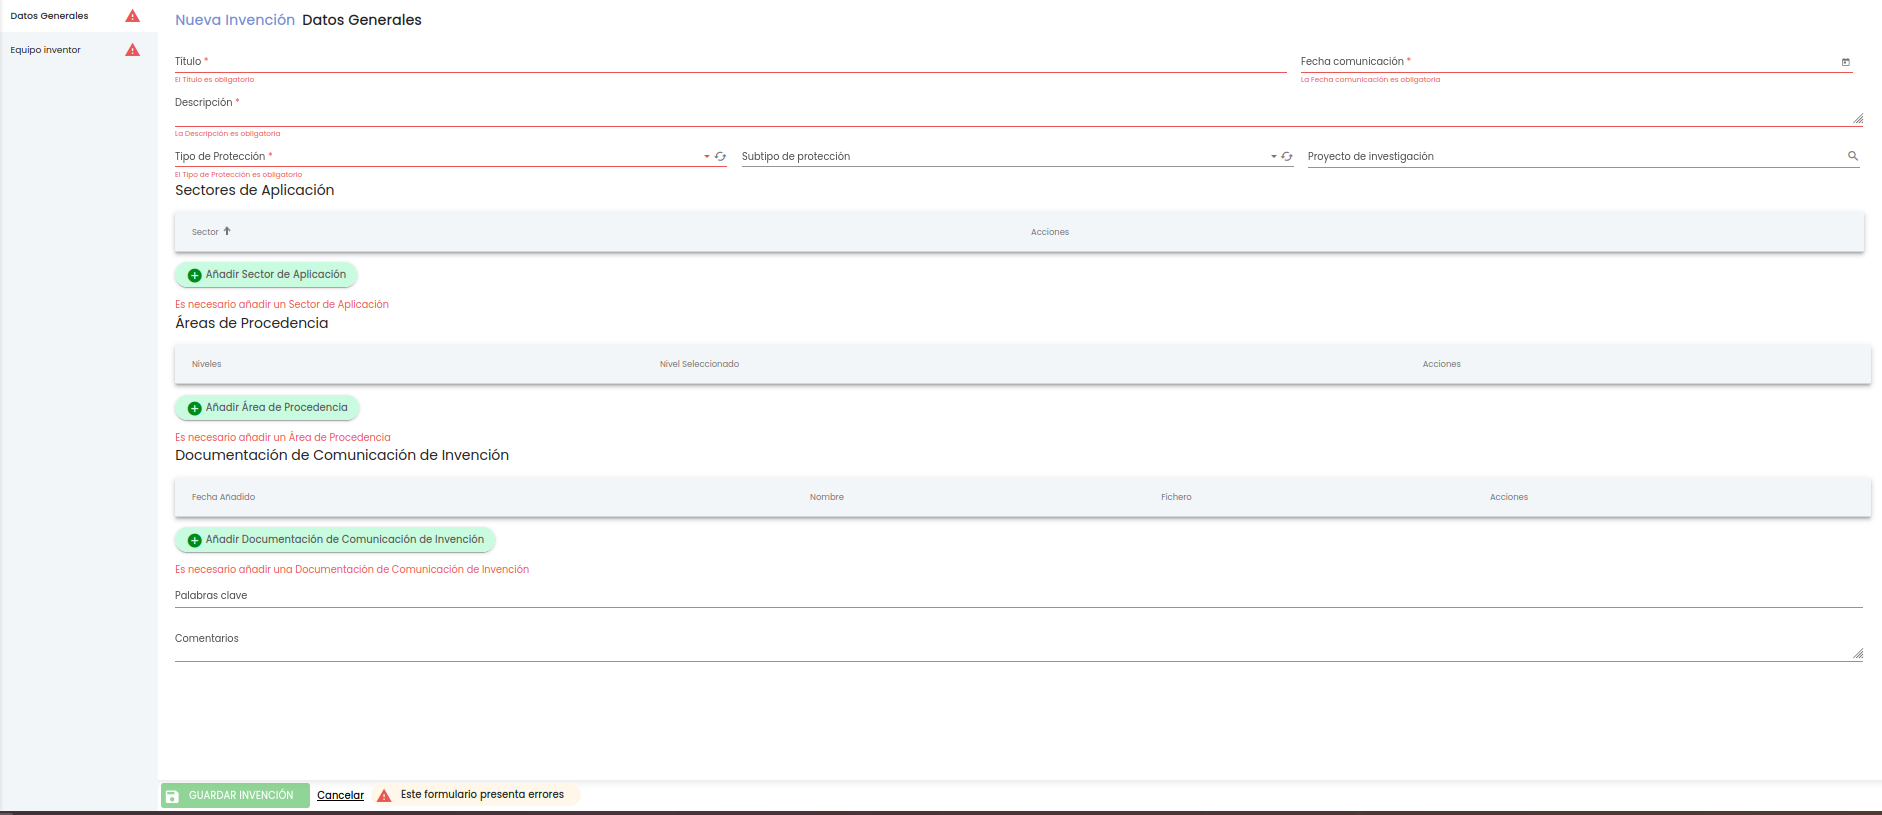 Datos Generales
Equipo inventor
Nueva Invención Datos Generales
Título *
El Título es obligatorio
Fecha comunicación *
La Fecha comunicación es obligatoria
Descripción *
La Descripción es obligatoria
Tipo de Protección *
El Tipo de Protección es obligatorio
Subtipo de protección
Proyecto de investigación
Sectores de Aplicación
Sector Acciones
Añadir Sector de Aplicación
Es necesario añadir un Sector de Aplicación
Áreas de Procedencia
Niveles Nivel Seleccionado Acciones
Añadir Área de Procedencia
Es necesario añadir un Área de Procedencia
Documentación de Comunicación de Invención
Fecha Añadido Nombre Fichero Acciones
Añadir Documentación de Comunicación de Invención
Es necesario añadir una Documentación de Comunicación de Invención
Palabras clave
Comentarios
GUARDAR INVENCIÓN Cancelar Este formulario presenta errores